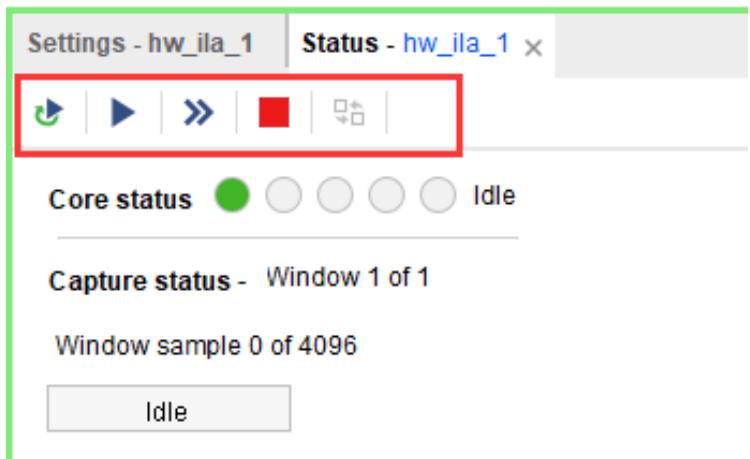 Settings - hw_ila_1 Status - hw_ila_1
Core status Idle
Capture status - Window 1 of 1
Window sample 0 of 4096
Idle